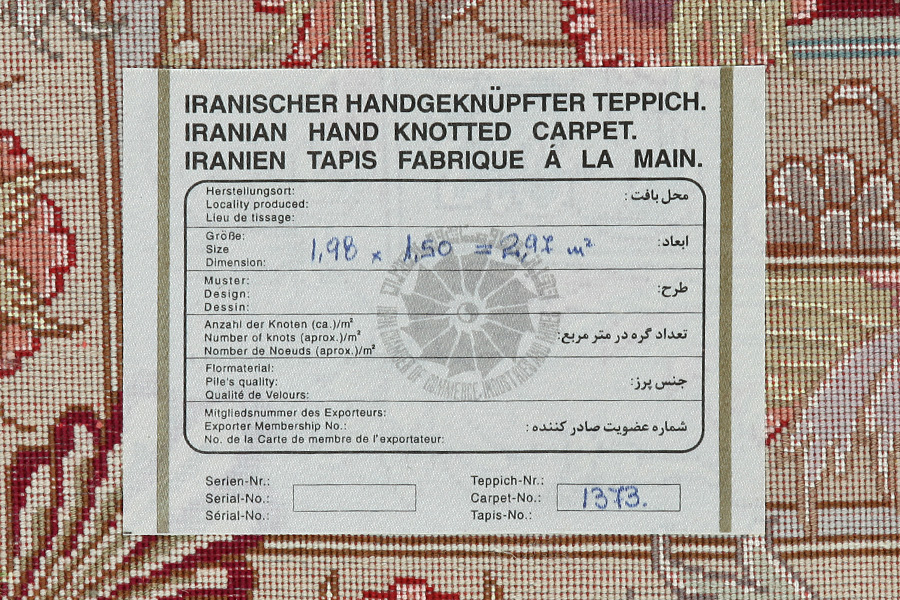 IRANISCHER HANDGEKNÜPFTER TEPPICH.
IRANIAN HAND KNOTTED CARPET.
IRANIEN TAPIS FABRIQUE Á LA MAIN.
Herstellungsort:
Locality produced:
Lieu de tissage:
محل بافت :
Größe:
Size
Dimension:
1,98 x 1,50 = 2,97 m²
ابعاد:
Muster:
Design:
Dessin:
طرح:
Anzahl der Knoten (ca.)/m²
Number of knots (aprox.)/m²
Nomber de Noeuds (aprox.)/m²
تعداد گره در متر مربع:
Flormaterial:
Pile's quality:
Qualité de Velours:
جنس پرز:
Mitgliedsnummer des Exporteurs:
Exporter Membership No.:
No. de la Carte de membre de l'exportateur:
شماره عضویت صادر کننده :
Serien-Nr.:
Serial-No.:
Sérial-No.:
Teppich-Nr.:
Carpet-No.:
Tapis-No.:
1373.